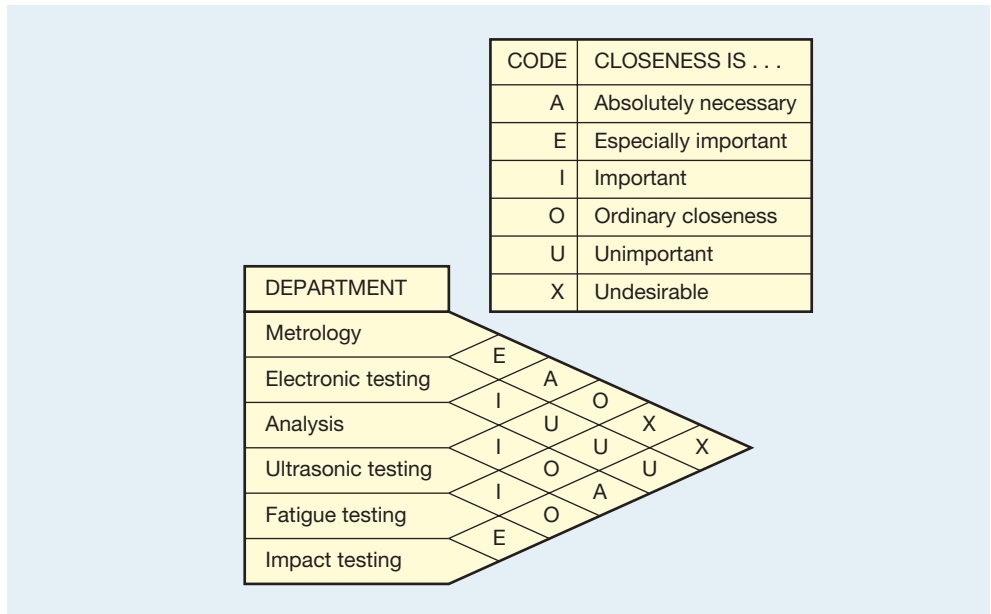 CODE CLOSENESS IS . . .
A Absolutely necessary
E Especially important
I Important
O Ordinary closeness
U Unimportant
X Undesirable
DEPARTMENT
Metrology
E
Electronic testing A
I O
Analysis U X
I U X
Ultrasonic testing O U
I A
Fatigue testing O
E
Impact testing